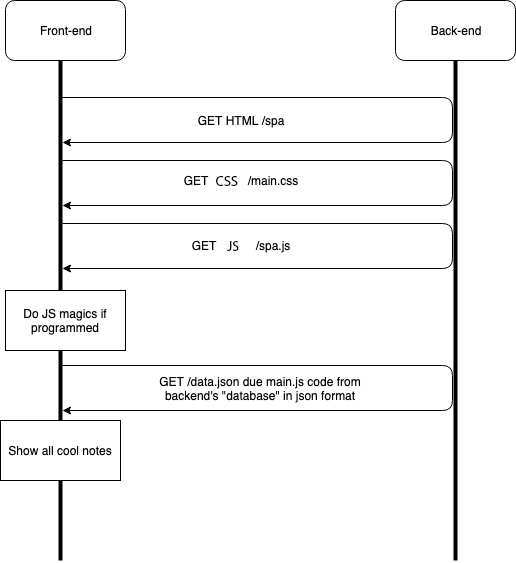 Front-end
Back-end
GET HTML /spa
GET CSS /main.css
GET JS /spa.js
Do JS magics if
programmed
GET /data.json due main.js code from
backend's "database" in json format
Show all cool notes